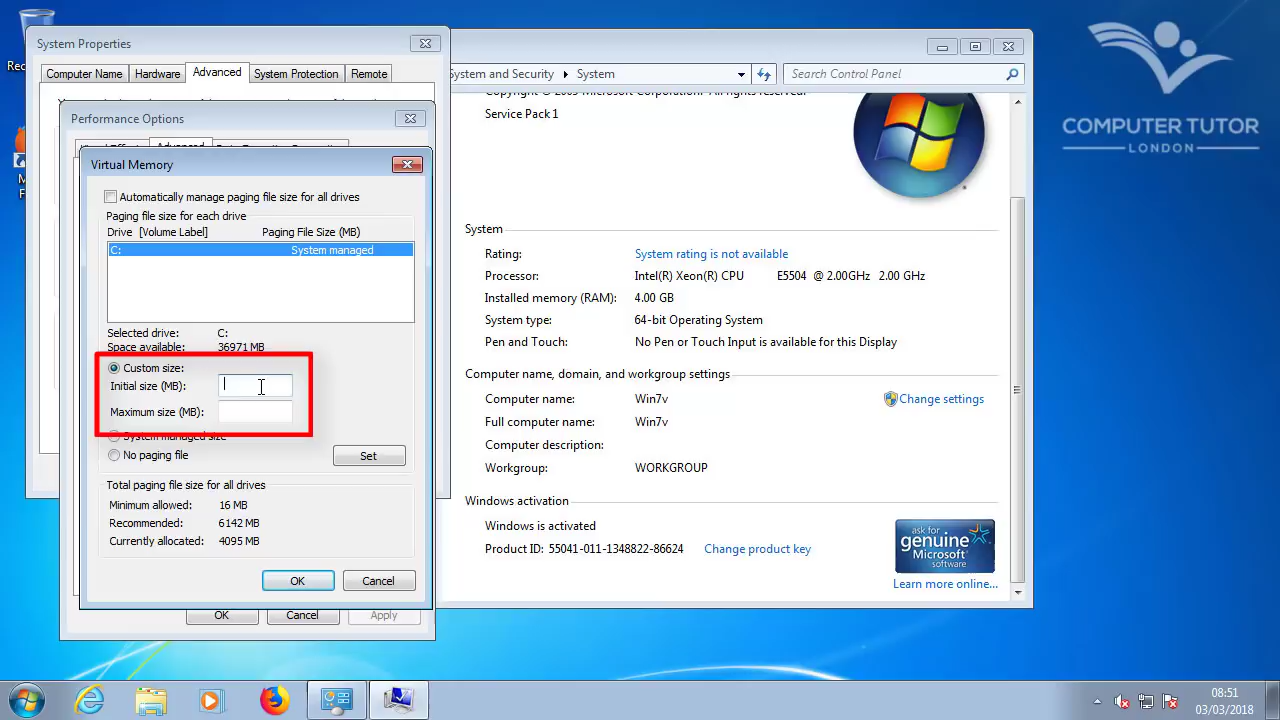 Rec
System Properties
Computer Name
Hardware
Advanced
System Protection
Remote
Performance Options
Advanced
Virtual Memory
Automatically manage paging file size for all drives
Paging file size for each drive
Drive [Volume Label] Paging File Size (MB)
C: System managed
Selected drive: C:
Space available: 36971 MB
Custom size:
Initial size (MB):
Maximum size (MB):
System managed size
No paging file
Set
Total paging file size for all drives
Minimum allowed: 16 MB
Recommended: 6142 MB
Currently allocated: 4095 MB
OK
Cancel
OK
Cancel
Apply
System and Security
System
Search Control Panel
Service Pack 1
System
Rating: System rating is not available
Processor: Intel(R) Xeon(R) CPU E5504 @ 2.00GHz 2.00 GHz
Installed memory (RAM): 4.00 GB
System type: 64-bit Operating System
Pen and Touch: No Pen or Touch Input is available for this Display
Computer name, domain, and workgroup settings
Computer name: Win7v
Change settings
Full computer name: Win7v
Computer description:
Workgroup: WORKGROUP
Windows activation
Windows is activated
Product ID: 55041-011-1348822-86624 Change product key
ask for
genuine
Microsoft
software
Learn more online...
COMPUTER TUTOR
LONDON
08:51
03/03/2018